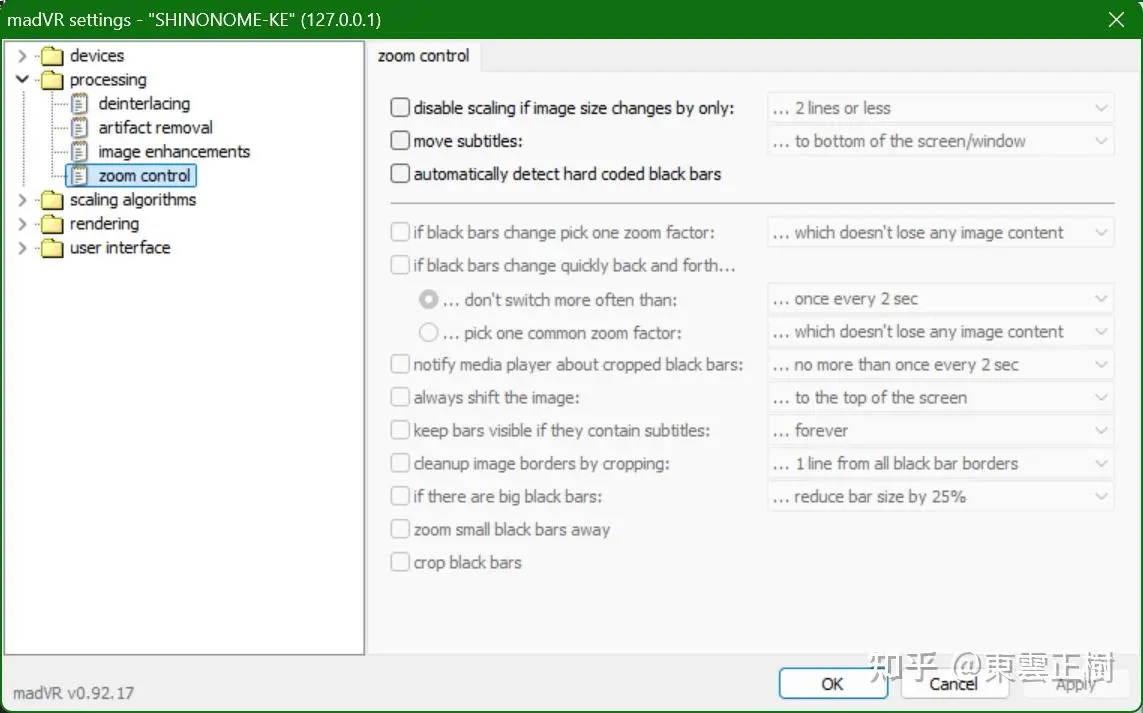 madVR settings - "SHINONOME-KE" (127.0.0.1)
devices
processing
deinterlacing
artifact removal
image enhancements
zoom control
scaling algorithms
rendering
user interface
zoom control
disable scaling if image size changes by only: ... 2 lines or less
move subtitles: ... to bottom of the screen/window
automatically detect hard coded black bars
if black bars change pick one zoom factor: ... which doesn't lose any image content
if black bars change quickly back and forth...
... don't switch more often than: ... once every 2 sec
... pick one common zoom factor: ... which doesn't lose any image content
notify media player about cropped black bars: ... no more than once every 2 sec
always shift the image: ... to the top of the screen
keep bars visible if they contain subtitles: ... forever
cleanup image borders by cropping: ... 1 line from all black bar borders
if there are big black bars: ... reduce bar size by 25%
zoom small black bars away
crop black bars
知乎 @東雲正樹
madVR v0.92.17
OK Cancel Apply